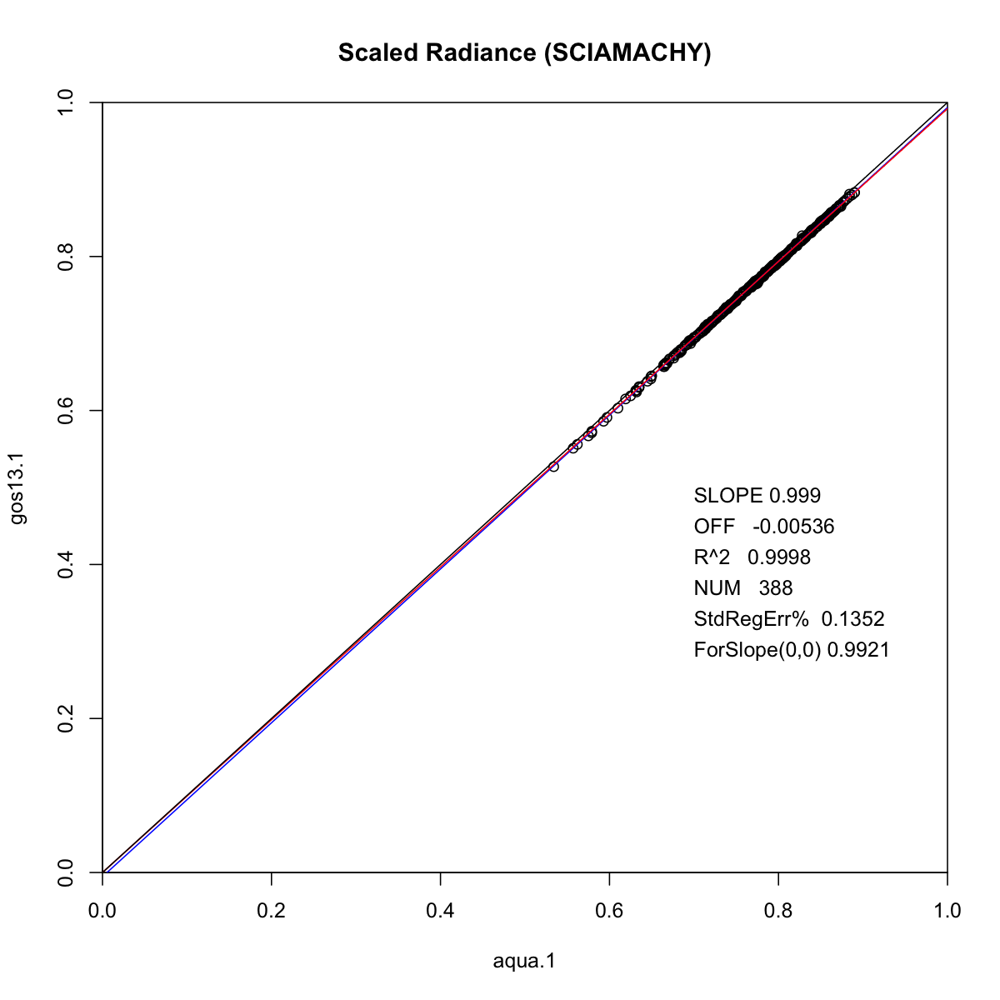 Scaled Radiance (SCIAMACHY)
1.0
0.8
0.6
0.4
0.2
0.0
gos13.1
SLOPE 0.999
OFF -0.00536
R^2 0.9998
NUM 388
StdRegErr% 0.1352
ForSlope(0,0) 0.9921
0.0 0.2 0.4 0.6 0.8 1.0
aqua.1